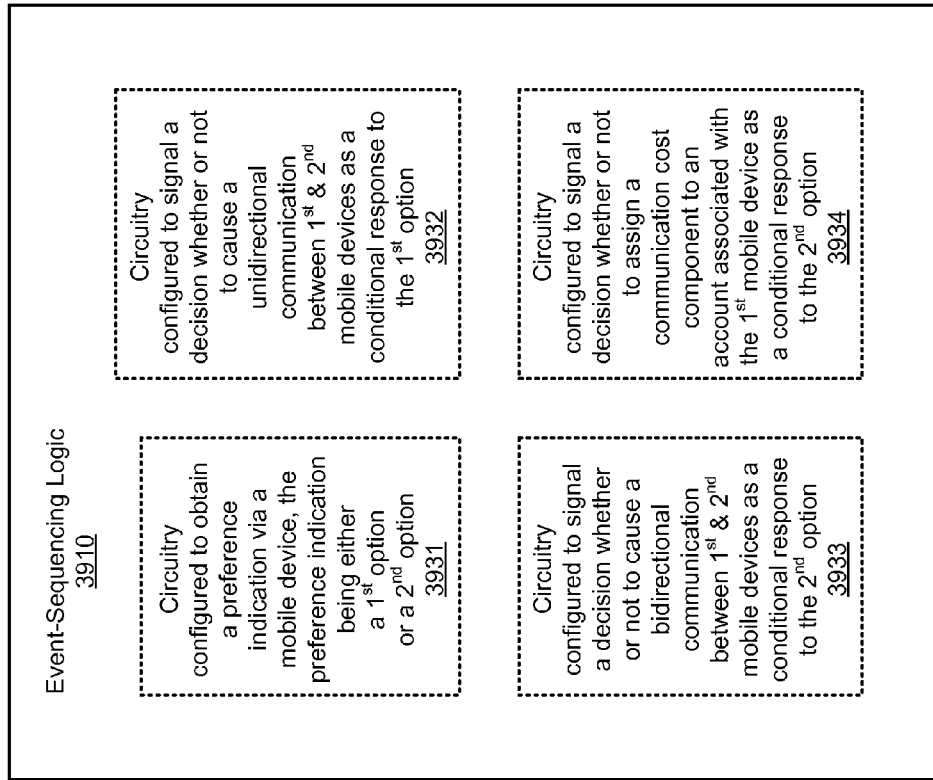 Event-Sequencing Logic
3910
Circuitry
configured to obtain
a preference
indication via a
mobile device, the
preference indication
being either
a 1st option
or a 2nd option
3931
Circuitry
configured to signal a
decision whether or not
to cause a
unidirectional
communication
between 1st & 2nd
mobile devices as a
conditional response to
the 1st option
3932
Circuitry
configured to signal
a decision whether
or not to cause a
bidirectional
communication
between 1st & 2nd
mobile devices as a
conditional response
to the 2nd option
3933
Circuitry
configured to signal a
decision whether or not
to assign a
communication cost
component to an
account associated with
the 1st mobile device as
a conditional response
to the 2nd option
3934